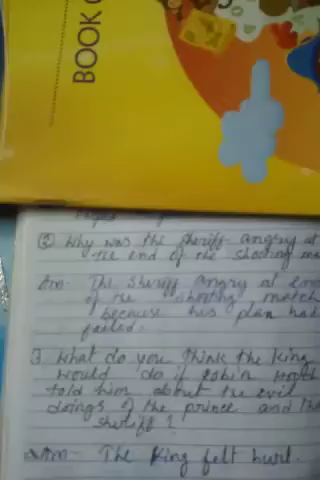 BOOK
② Why was the sheriff angry at
the end of the shooting ma
Ans- The sheriff angry at end
of the shooting match
because his plan had
failed.
3 What do you think the king
would do if robin
told him about the evil
doings of the prince and the
sheriff?
Ans- The king felt hurt.